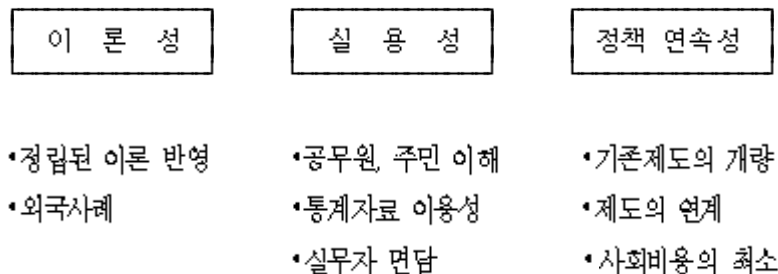 이 론 성
실 용 성
정책 연속성
•정립된 이론 반영
•공무원, 주민 이해
•기존제도의 개량
•외국사례
•통계자료 이용성
•제도의 연계
•실무자 면담
•사회비용의 최소